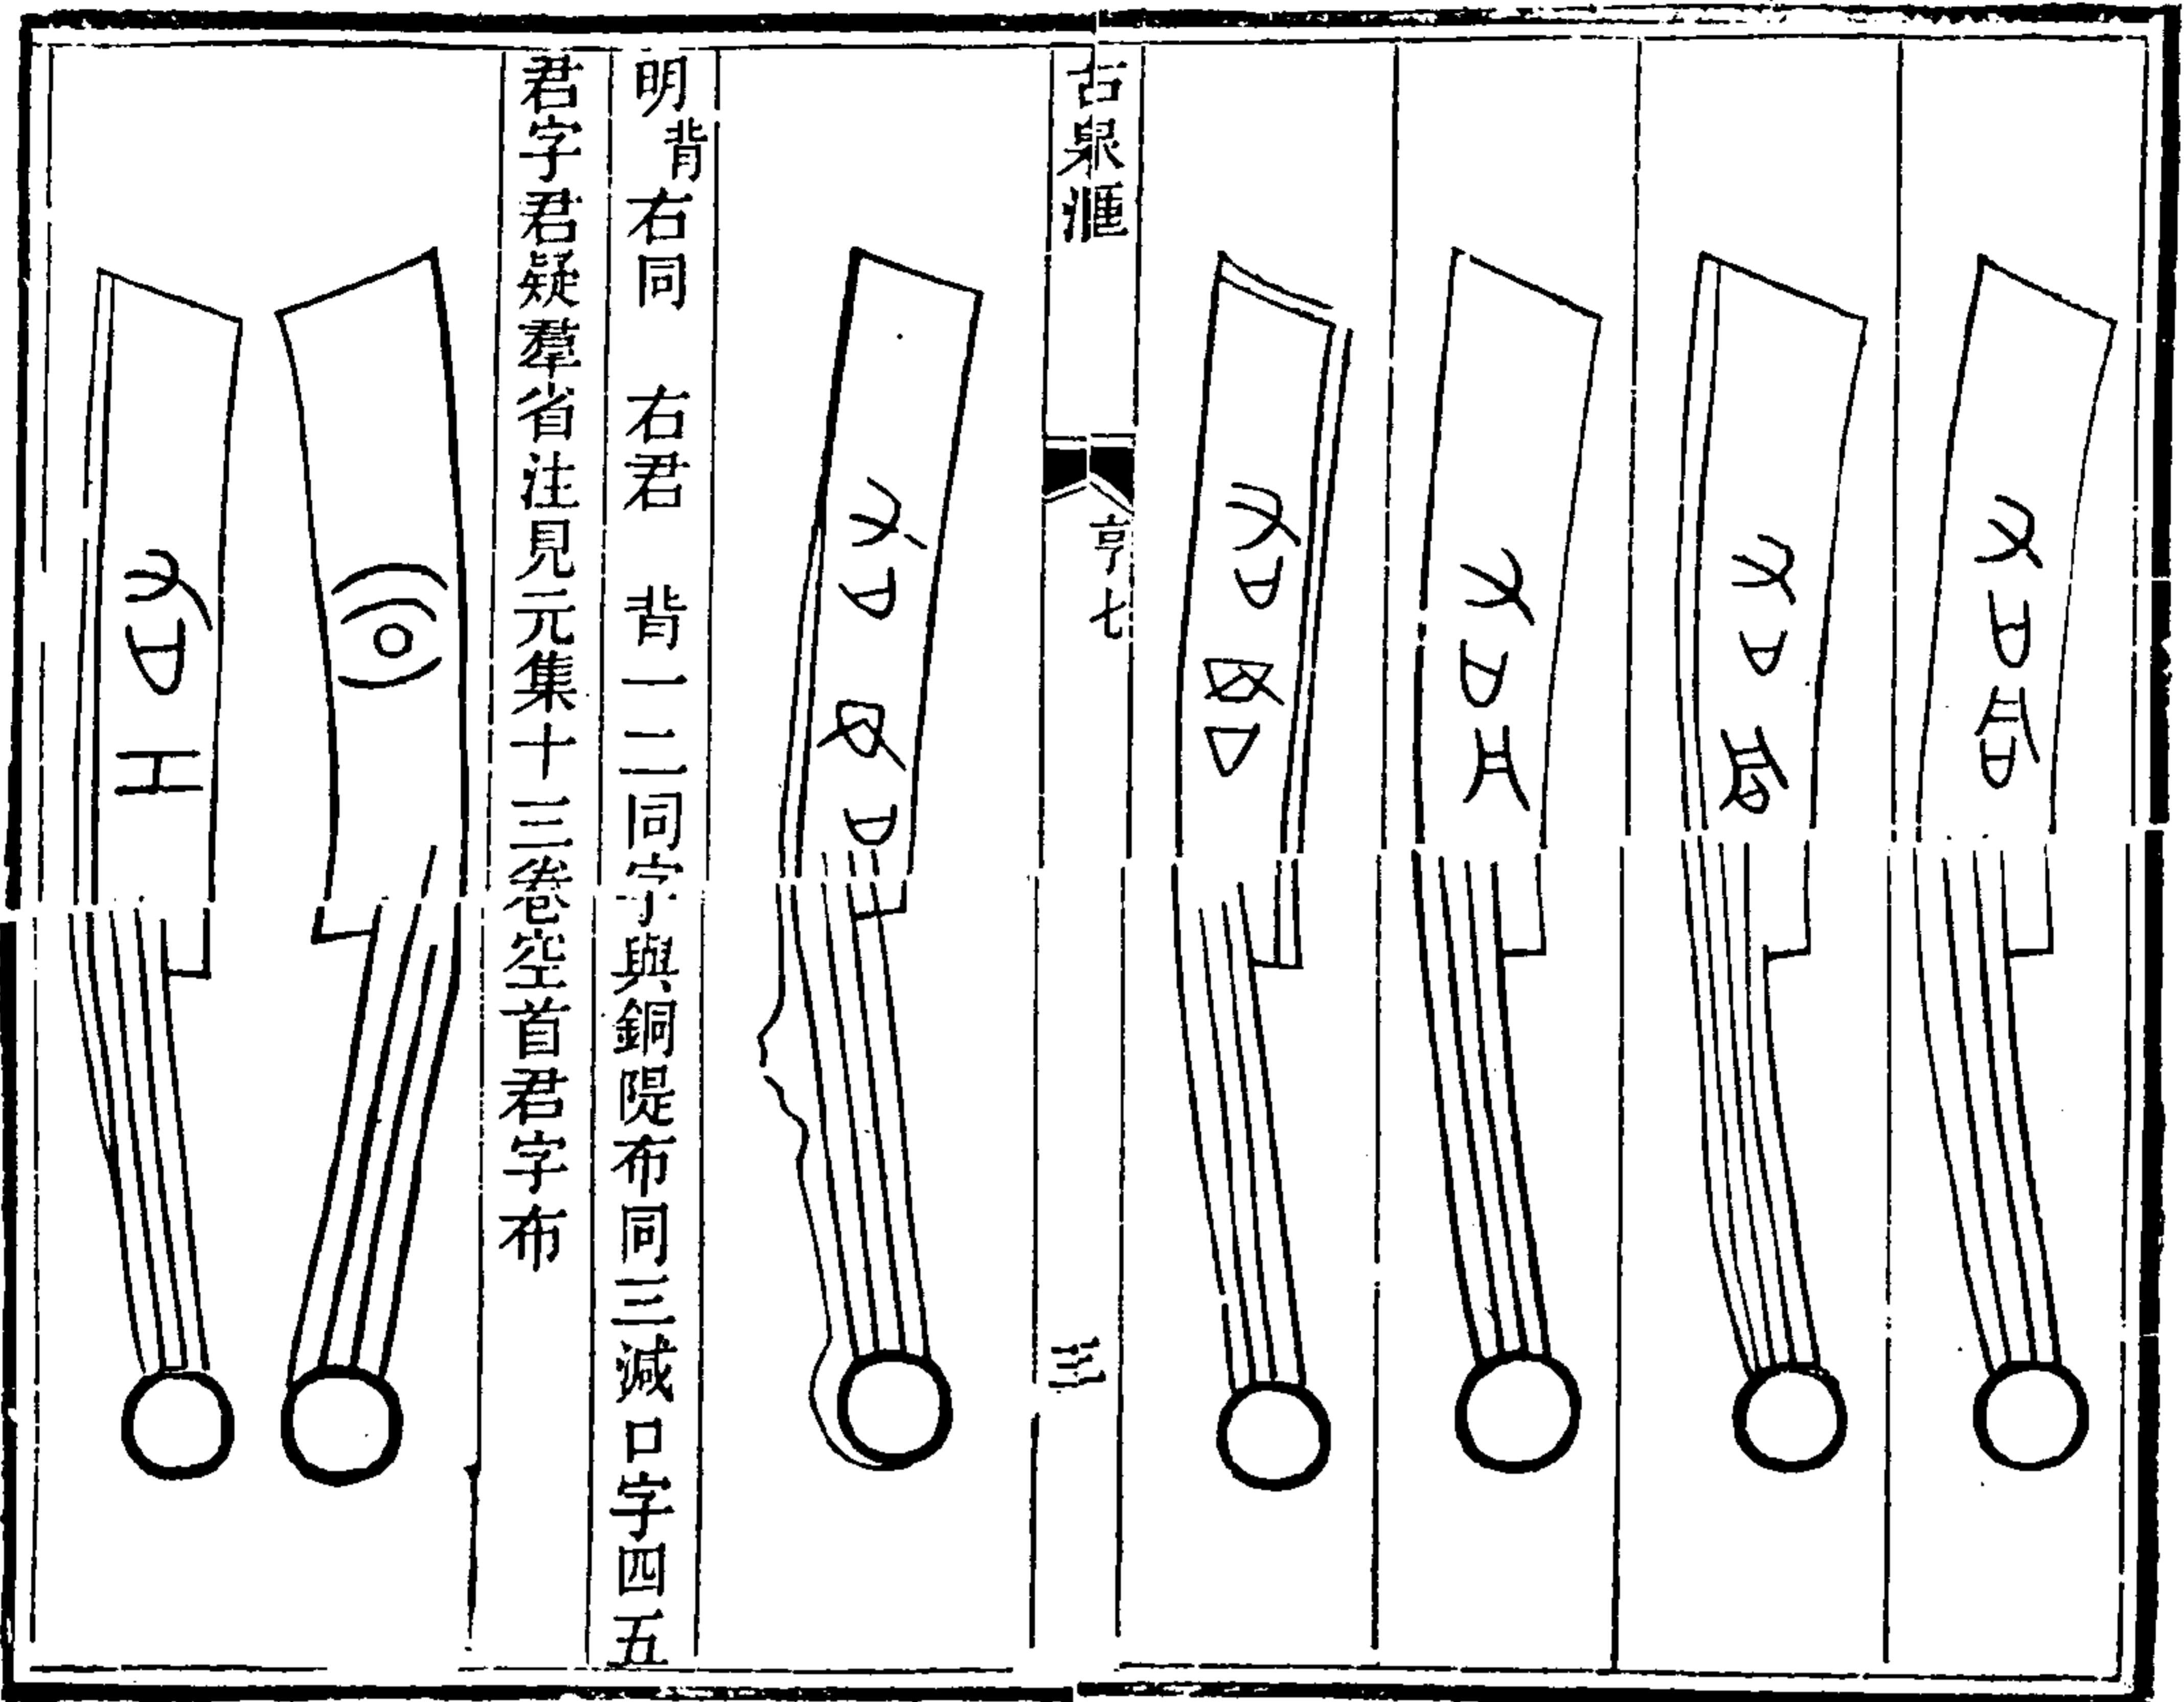 古泉滙
亨七
三
明背右同　右君　背一二同字與銅隄布同三減口字四五
君字君疑羣省注見元集十三卷空首君字布